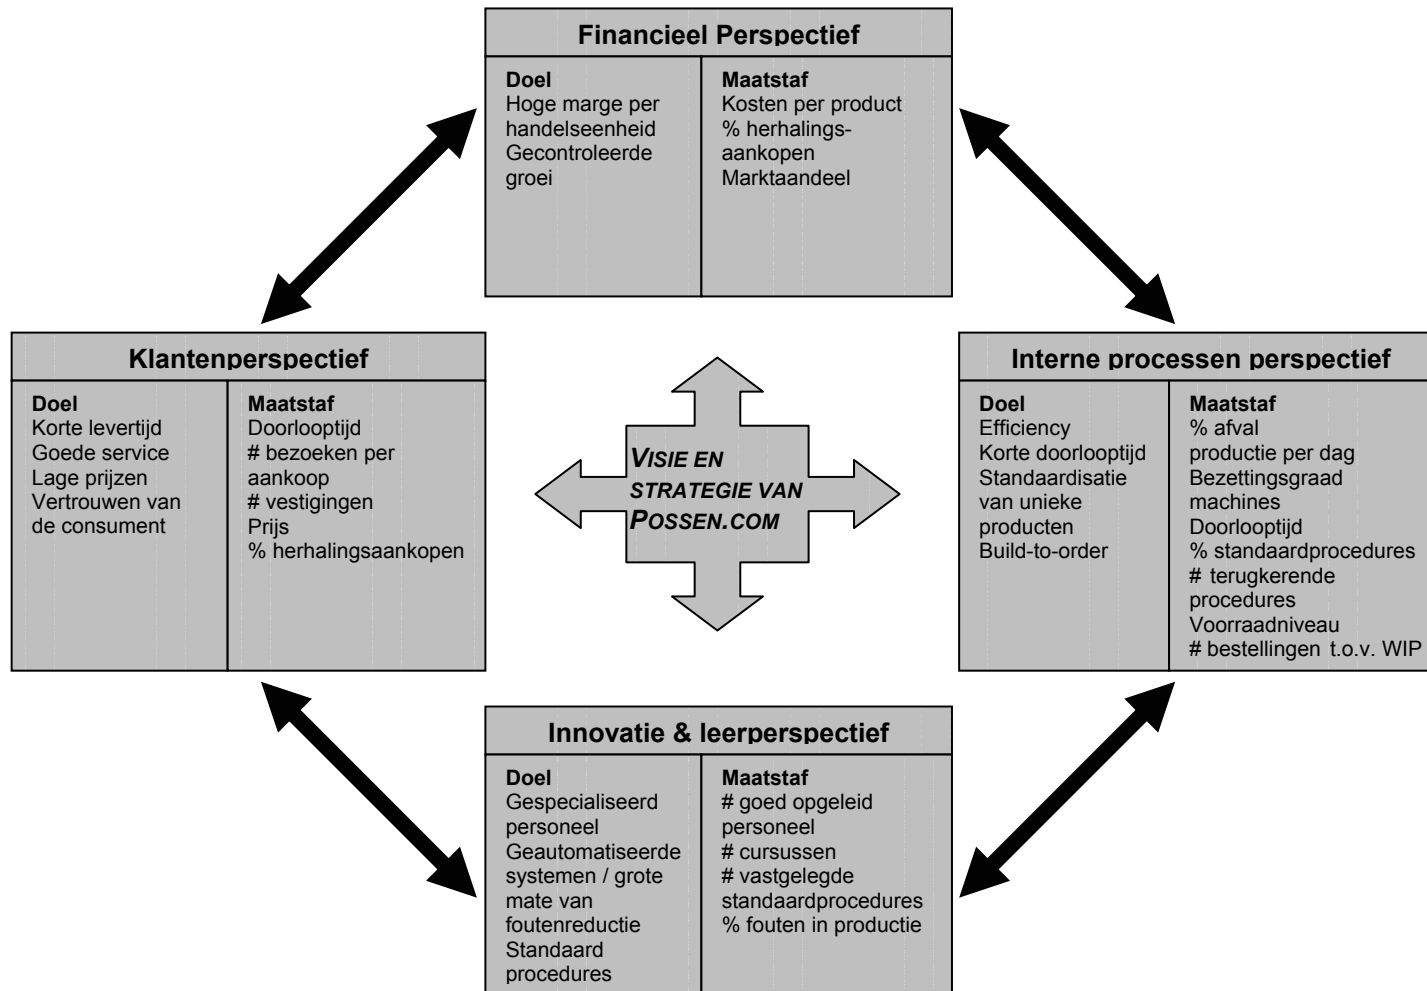 Financieel Perspectief
Doel
Hoge marge per
handelseenheid
Gecontroleerde
groei
Maatstaf
Kosten per product
% herhalings-
aankopen
Marktaandeel
Klantenperspectief
Doel
Korte levertijd
Goede service
Lage prijzen
Vertrouwen van
de consument
Maatstaf
Doorlooptijd
# bezoeken per
aankoop
# vestigingen
Prijs
% herhalingsaankopen
VISIE EN
STRATEGIE VAN
POSSEN.COM
Interne processen perspectief
Doel
Efficiency
Korte doorlooptijd
Standaardisatie
van unieke
producten
Build-to-order
Maatstaf
% afval
productie per dag
Bezettingsgraad
machines
Doorlooptijd
% standaardprocedures
# terugkerende
procedures
Voorraadniveau
# bestellingen t.o.v. WIP
Innovatie & leerperspectief
Doel
Gespecialiseerd
personeel
Geautomatiseerde
systemen / grote
mate van
foutenreductie
Standaard
procedures
Maatstaf
# goed opgeleid
personeel
# cursussen
# vastgelegde
standaardprocedures
% fouten in productie